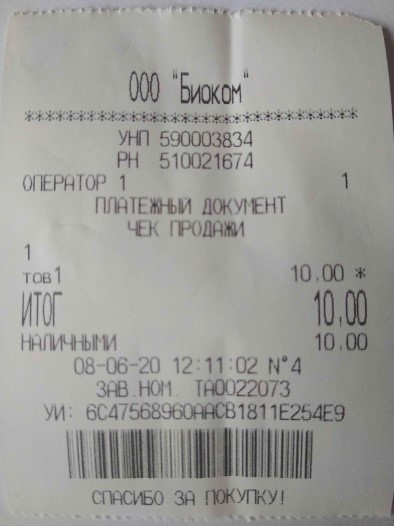 ООО "Биоком"
****************************************
УНП 590003834
РН 510021674
ОПЕРАТОР 1 1
ПЛАТЕЖНЫЙ ДОКУМЕНТ
ЧЕК ПРОДАЖИ
1
тов1 10,00 *
ИТОГ 10,00
НАЛИЧНЫМИ 10,00
08-06-20 12:11:02 N°4
ЗАВ.НОМ. ТА0022073
УИ: 6C47568960AACB1811E254E9
СПАСИБО ЗА ПОКУПКУ!